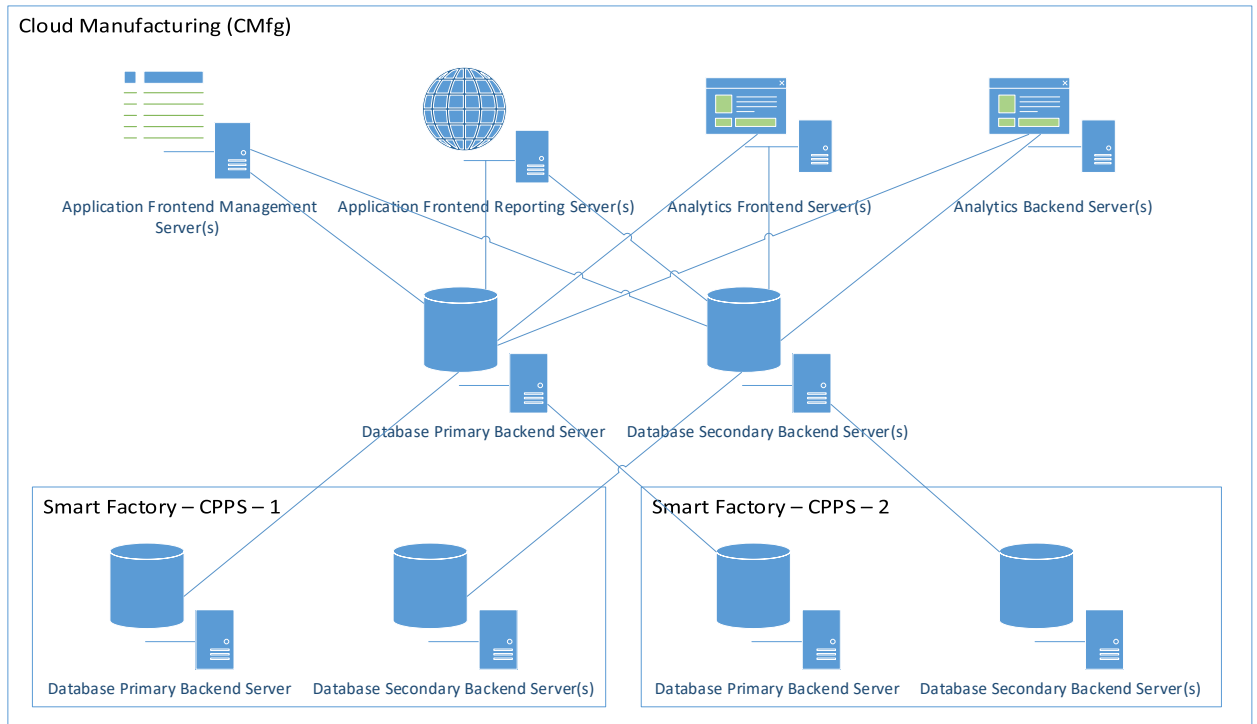 Cloud Manufacturing (CMfg)
Application Frontend Management
Server(s)
Application Frontend Reporting Server(s)
Analytics Frontend Server(s)
Analytics Backend Server(s)
Database Primary Backend Server
Database Secondary Backend Server(s)
Smart Factory – CPPS – 1
Smart Factory – CPPS – 2
Database Primary Backend Server
Database Secondary Backend Server(s)
Database Primary Backend Server
Database Secondary Backend Server(s)